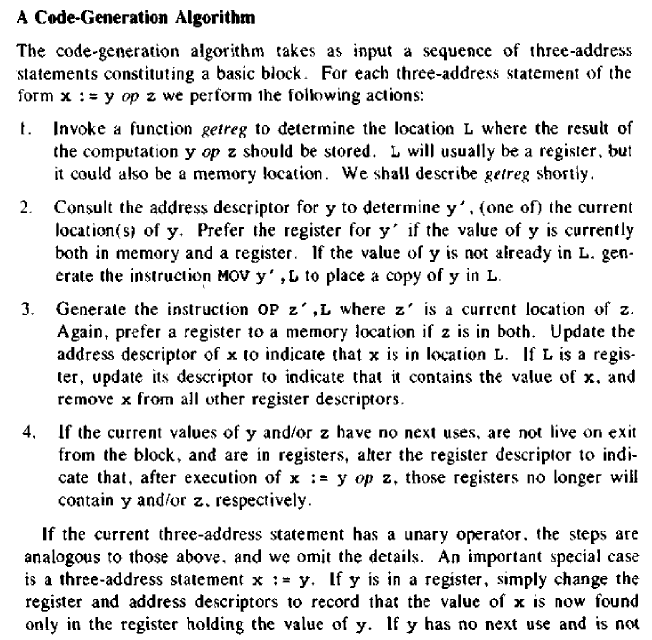 A Code-Generation Algorithm
The code-generation algorithm takes as input a sequence of three-address
statements constituting a basic block. For each three-address statement of the
form x := y op z we perform the following actions:
1. Invoke a function getreg to determine the location L where the result of
the computation y op z should be stored. L will usually be a register, but
it could also be a memory location. We shall describe getreg shortly.
2. Consult the address descriptor for y to determine y′, (one of) the current
location(s) of y. Prefer the register for y′ if the value of y is currently
both in memory and a register. If the value of y is not already in L, gen-
erate the instruction MOV y′,L to place a copy of y in L.
3. Generate the instruction OP z′,L where z′ is a current location of z.
Again, prefer a register to a memory location if z is in both. Update the
address descriptor of x to indicate that x is in location L. If L is a regis-
ter, update its descriptor to indicate that it contains the value of x, and
remove x from all other register descriptors.
4. If the current values of y and/or z have no next uses, are not live on exit
from the block, and are in registers, alter the register descriptor to indi-
cate that, after execution of x := y op z, those registers no longer will
contain y and/or z, respectively.
If the current three-address statement has a unary operator, the steps are
analogous to those above, and we omit the details. An important special case
is a three-address statement x := y. If y is in a register, simply change the
register and address descriptors to record that the value of x is now found
only in the register holding the value of y. If y has no next use and is not